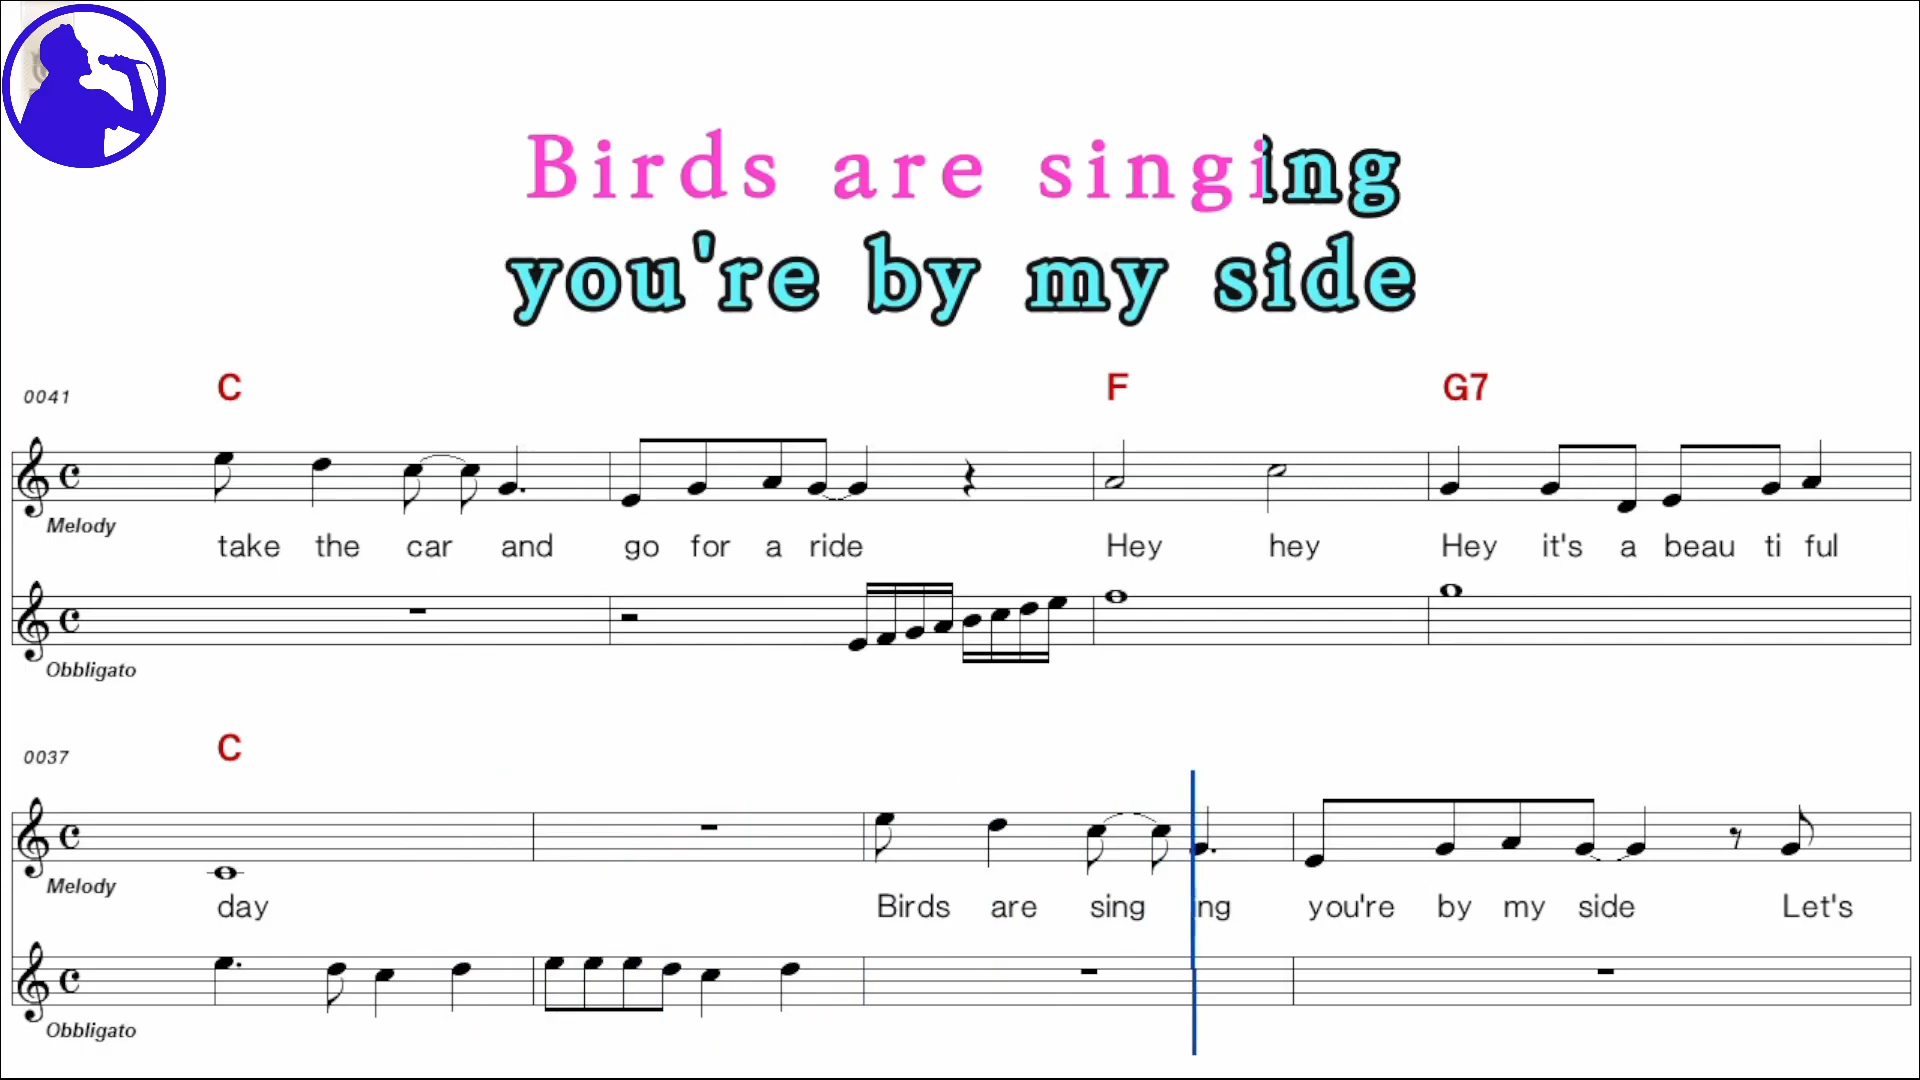 Birds are singing
you're by my side
0041 C F G7
Melody
take the car and go for a ride Hey hey Hey it's a beau ti ful
Obbligato
0037 C
Melody
day Birds are sing ing you're by my side Let's
Obbligato